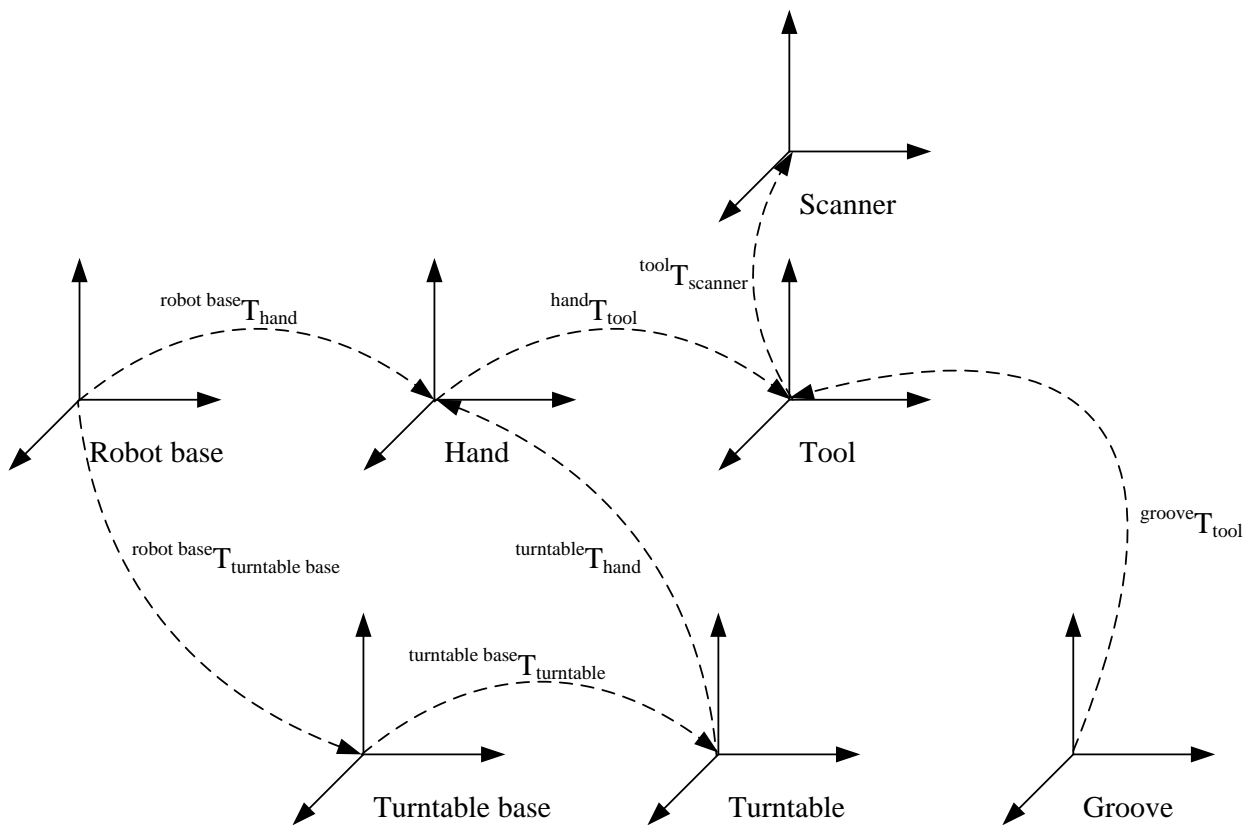 Scanner
tool T scanner
robot base T hand
hand T tool
Robot base
Hand
Tool
groove T tool
robot base T turntable base
turntable T hand
turntable base T turntable
Turntable base
Turntable
Groove